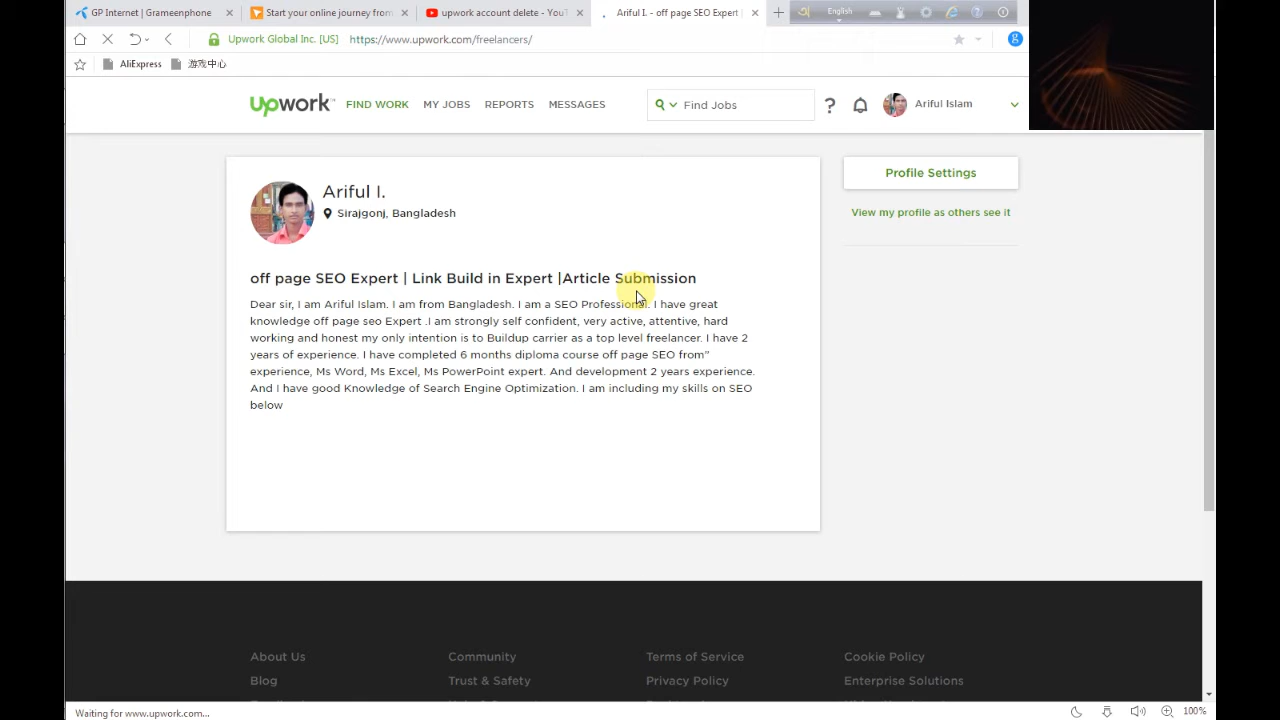 GP Internet | Grameenphone
Start your online journey from
upwork account delete - YouT
Ariful I. - off page SEO Expert |
English
Upwork Global Inc. [US]
https://www.upwork.com/freelancers/
AliExpress
游戏中心
upwork
FIND WORK
MY JOBS
REPORTS
MESSAGES
Find Jobs
?
Ariful Islam
Ariful I.
Sirajgonj, Bangladesh
Profile Settings
View my profile as others see it
off page SEO Expert | Link Build in Expert |Article Submission
Dear sir, I am Ariful Islam. I am from Bangladesh. I am a SEO Professional. I have great
knowledge off page seo Expert .I am strongly self confident, very active, attentive, hard
working and honest my only intention is to Buildup carrier as a top level freelancer. I have 2
years of experience. I have completed 6 months diploma course off page SEO from"
experience, Ms Word, Ms Excel, Ms PowerPoint expert. And development 2 years experience.
And I have good Knowledge of Search Engine Optimization. I am including my skills on SEO
below
About Us
Community
Terms of Service
Cookie Policy
Blog
Trust & Safety
Privacy Policy
Enterprise Solutions
Waiting for www.upwork.com...
100%